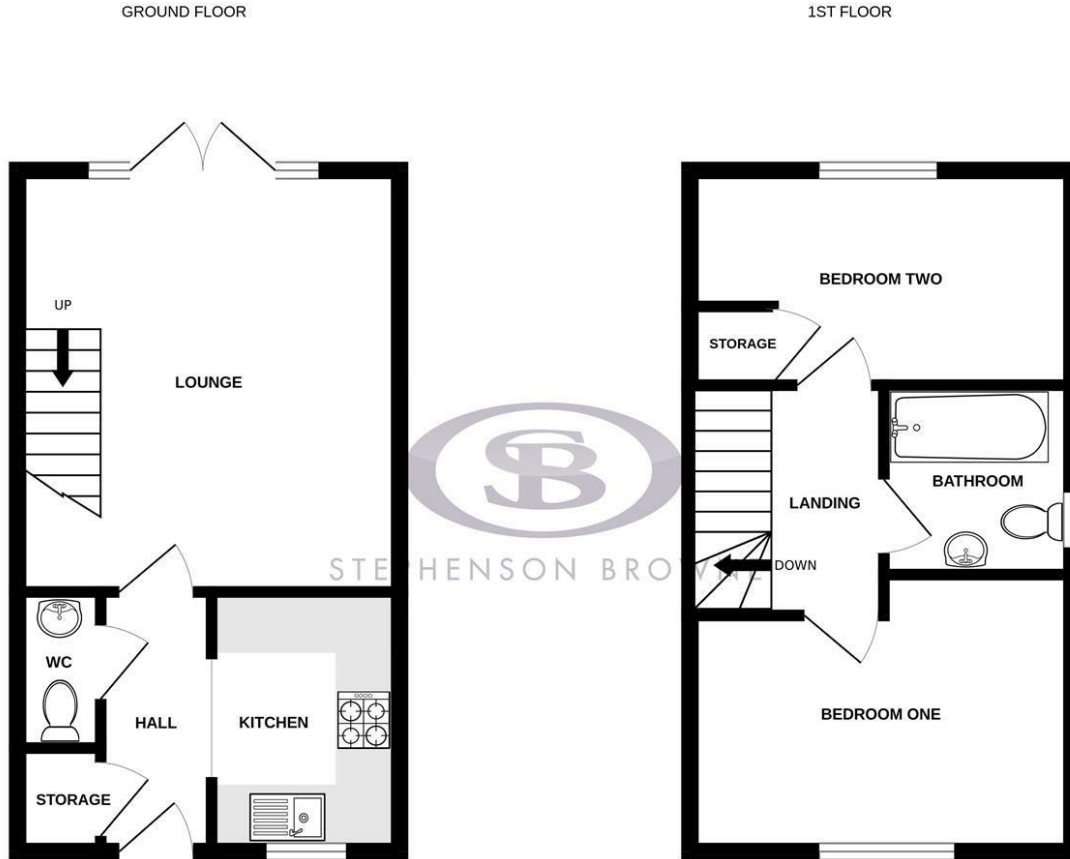 GROUND FLOOR
1ST FLOOR
UP
LOUNGE
WC
HALL
KITCHEN
STORAGE
BEDROOM TWO
STORAGE
BATHROOM
LANDING
DOWN
BEDROOM ONE
SB
STEPHENSON BROWNE